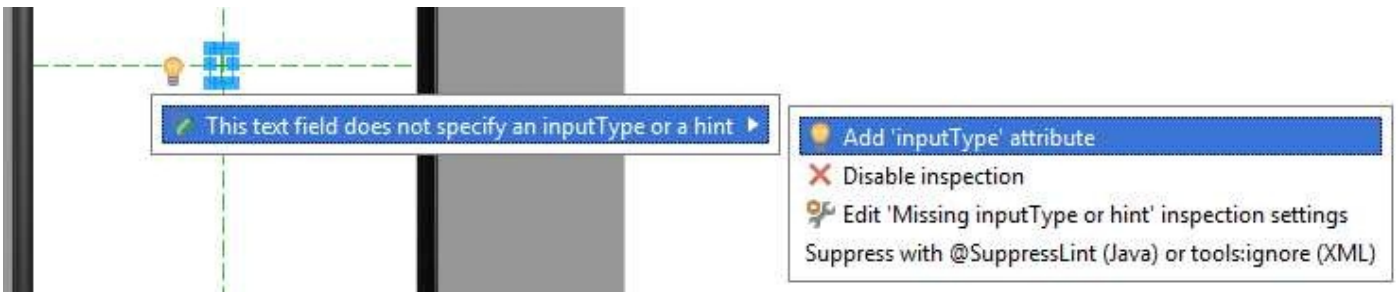 This text field does not specify an inputType or a hint
Add 'inputType' attribute
Disable inspection
Edit 'Missing inputType or hint' inspection settings
Suppress with @SuppressLint (Java) or tools:ignore (XML)